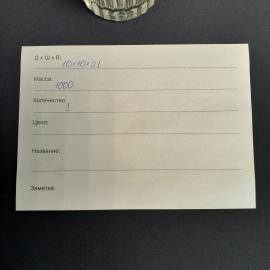 Д x Ш x В: 10×10×21
Масса: 1000
Количество: 1
Цена:
Название:
Заметка: